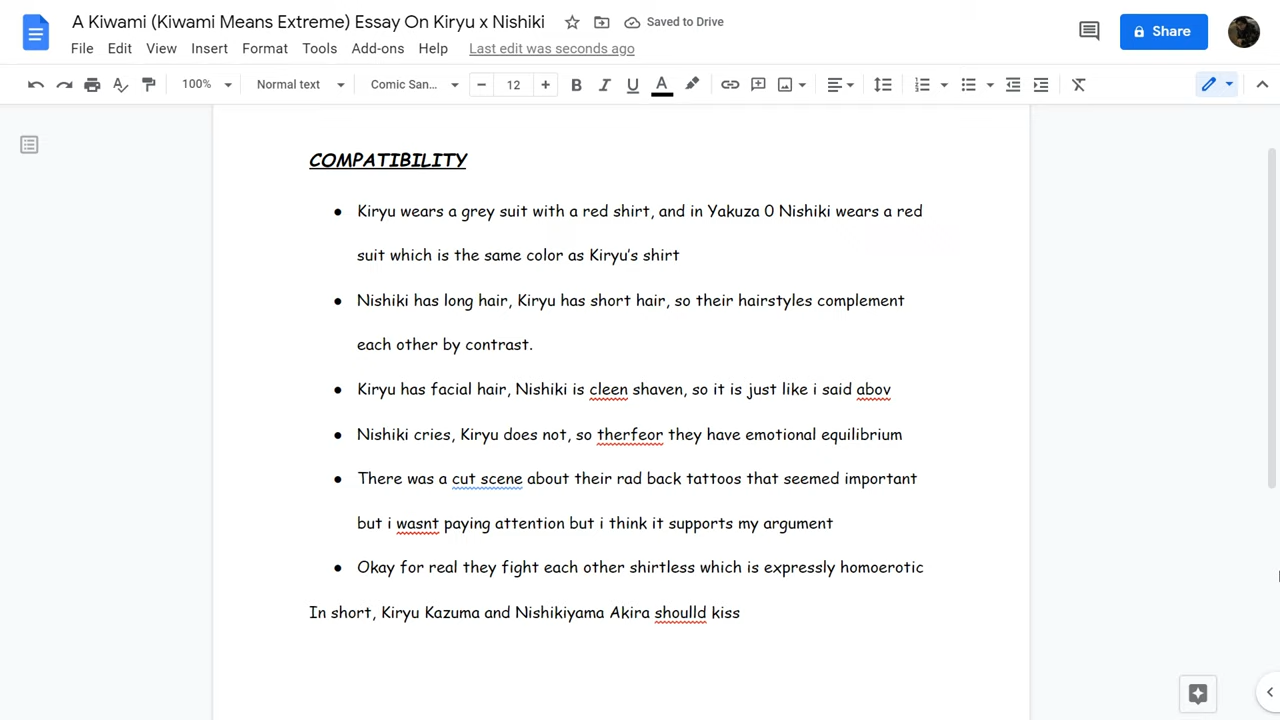 A Kiwami (Kiwami Means Extreme) Essay On Kiryu x Nishiki
Saved to Drive
File Edit View Insert Format Tools Add-ons Help Last edit was seconds ago
Share
100% Normal text Comic San... 12 B I U A
COMPATIBILITY
● Kiryu wears a grey suit with a red shirt, and in Yakuza 0 Nishiki wears a red
suit which is the same color as Kiryu's shirt
● Nishiki has long hair, Kiryu has short hair, so their hairstyles complement
each other by contrast.
● Kiryu has facial hair, Nishiki is cleen shaven, so it is just like i said abov
● Nishiki cries, Kiryu does not, so therfeor they have emotional equilibrium
● There was a cut scene about their rad back tattoos that seemed important
but i wasnt paying attention but i think it supports my argument
● Okay for real they fight each other shirtless which is expressly homoerotic
In short, Kiryu Kazuma and Nishikiyama Akira shoulld kiss